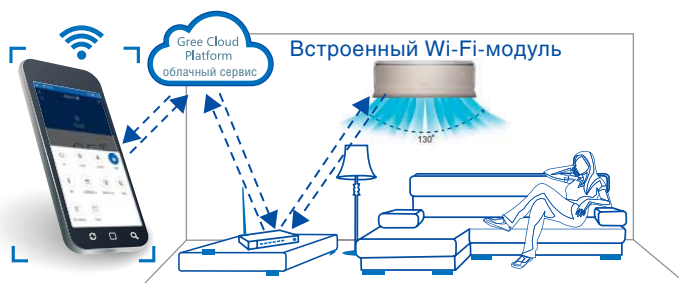 Gree Cloud
Platform
облачный сервис
Встроенный Wi-Fi-модуль
130°